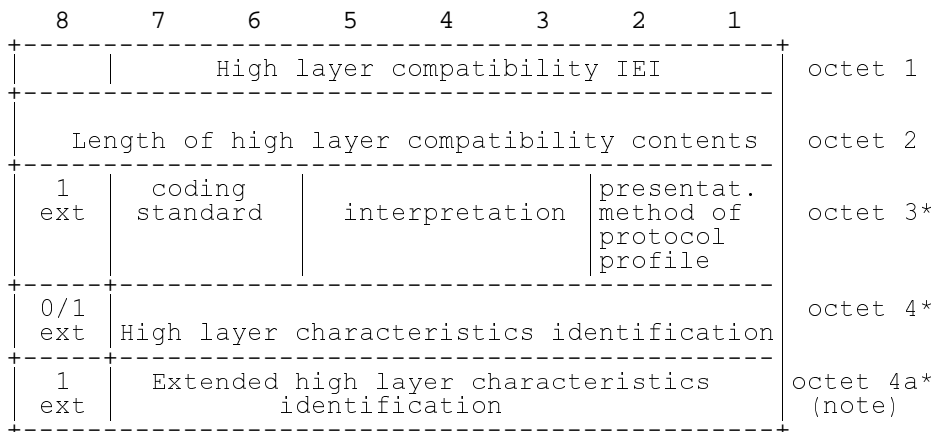 8 7 6 5 4 3 2 1
High layer compatibility IEI octet 1
Length of high layer compatibility contents octet 2
1 coding presentat.
ext standard interpretation method of octet 3*
protocol
profile
0/1 octet 4*
ext High layer characteristics identification
1 Extended high layer characteristics octet 4a*
ext identification (note)